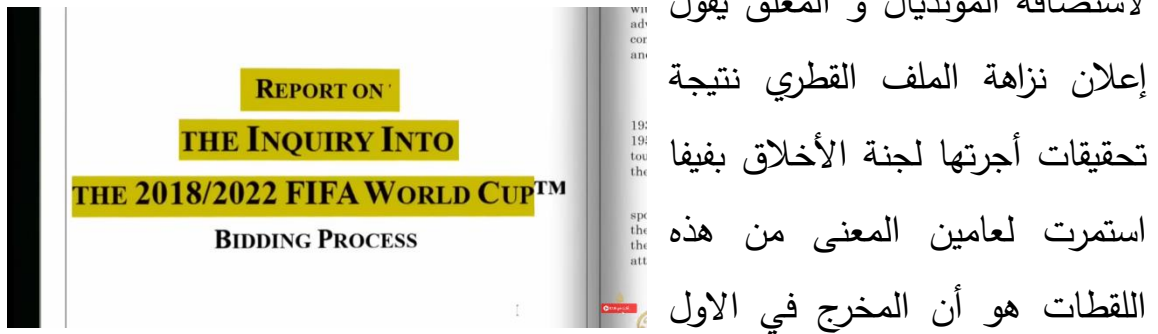 REPORT ON
THE INQUIRY INTO
THE 2018/2022 FIFA WORLD CUP™
BIDDING PROCESS
لاستضافة المونديال و المعلق يقول
إعلان نزاهة الملف القطري نتيجة
تحقيقات أجرتها لجنة الأخلاق بفيفا
استمرت لعامين المعنى من هذه
اللقطات هو أن المخرج في الاول